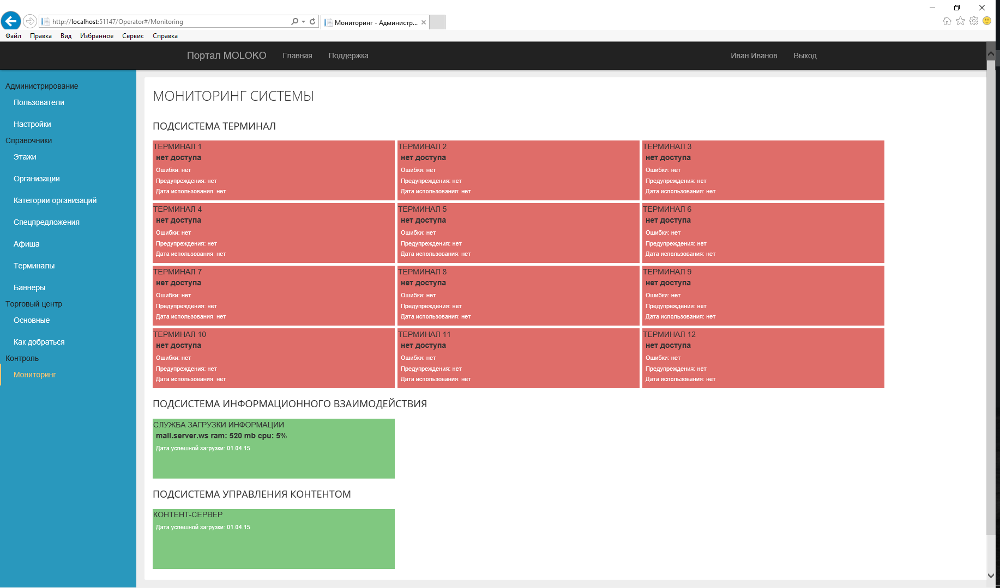 http://localhost:51147/Operator#/Monitoring
Мониторинг - Администр...
Файл Правка Вид Избранное Сервис Справка
Портал MOLOKO Главная Поддержка Иван Иванов Выход
Администрирование
Пользователи
Настройки
Справочники
Этажи
Организации
Категории организаций
Спецпредложения
Афиша
Терминалы
Баннеры
Торговый центр
Основные
Как добраться
Контроль
Мониторинг
МОНИТОРИНГ СИСТЕМЫ
ПОДСИСТЕМА ТЕРМИНАЛ
ТЕРМИНАЛ 1
нет доступа
Ошибки: нет
Предупреждения: нет
Дата использования: нет
ТЕРМИНАЛ 2
нет доступа
Ошибки: нет
Предупреждения: нет
Дата использования: нет
ТЕРМИНАЛ 3
нет доступа
Ошибки: нет
Предупреждения: нет
Дата использования: нет
ТЕРМИНАЛ 4
нет доступа
Ошибки: нет
Предупреждения: нет
Дата использования: нет
ТЕРМИНАЛ 5
нет доступа
Ошибки: нет
Предупреждения: нет
Дата использования: нет
ТЕРМИНАЛ 6
нет доступа
Ошибки: нет
Предупреждения: нет
Дата использования: нет
ТЕРМИНАЛ 7
нет доступа
Ошибки: нет
Предупреждения: нет
Дата использования: нет
ТЕРМИНАЛ 8
нет доступа
Ошибки: нет
Предупреждения: нет
Дата использования: нет
ТЕРМИНАЛ 9
нет доступа
Ошибки: нет
Предупреждения: нет
Дата использования: нет
ТЕРМИНАЛ 10
нет доступа
Ошибки: нет
Предупреждения: нет
Дата использования: нет
ТЕРМИНАЛ 11
нет доступа
Ошибки: нет
Предупреждения: нет
Дата использования: нет
ТЕРМИНАЛ 12
нет доступа
Ошибки: нет
Предупреждения: нет
Дата использования: нет
ПОДСИСТЕМА ИНФОРМАЦИОННОГО ВЗАИМОДЕЙСТВИЯ
СЛУЖБА ЗАГРУЗКИ ИНФОРМАЦИИ
mall.server.ws ram: 520 mb cpu: 5%
Дата успешной загрузки: 01.04.15
ПОДСИСТЕМА УПРАВЛЕНИЯ КОНТЕНТОМ
КОНТЕНТ-СЕРВЕР
Дата успешной загрузки: 01.04.15